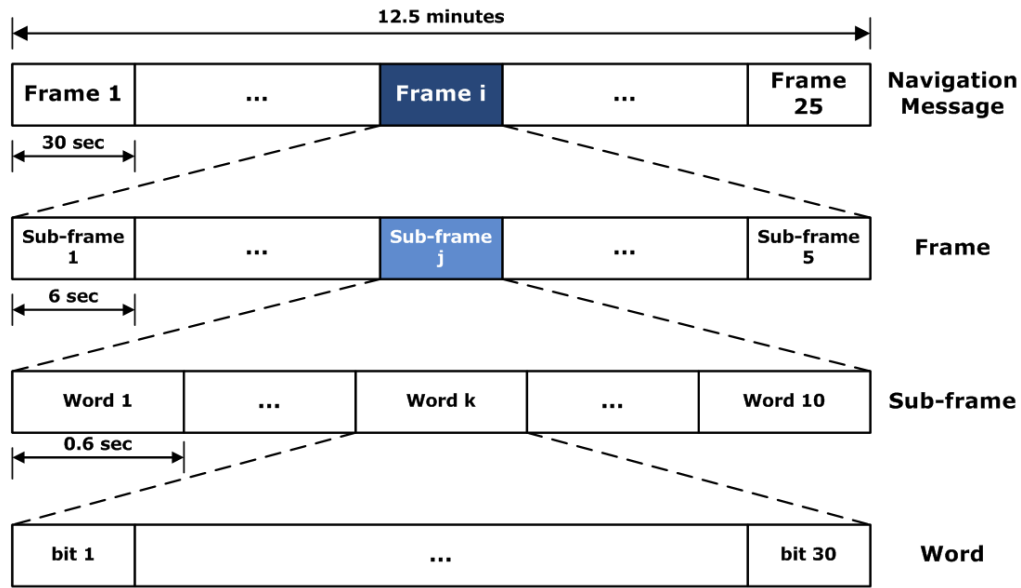 12.5 minutes
Frame 1
...
Frame i
...
Frame
25
Navigation
Message
30 sec
Sub-frame
1
...
Sub-frame
j
...
Sub-frame
5
Frame
6 sec
Word 1
...
Word k
...
Word 10
Sub-frame
0.6 sec
bit 1
...
bit 30
Word